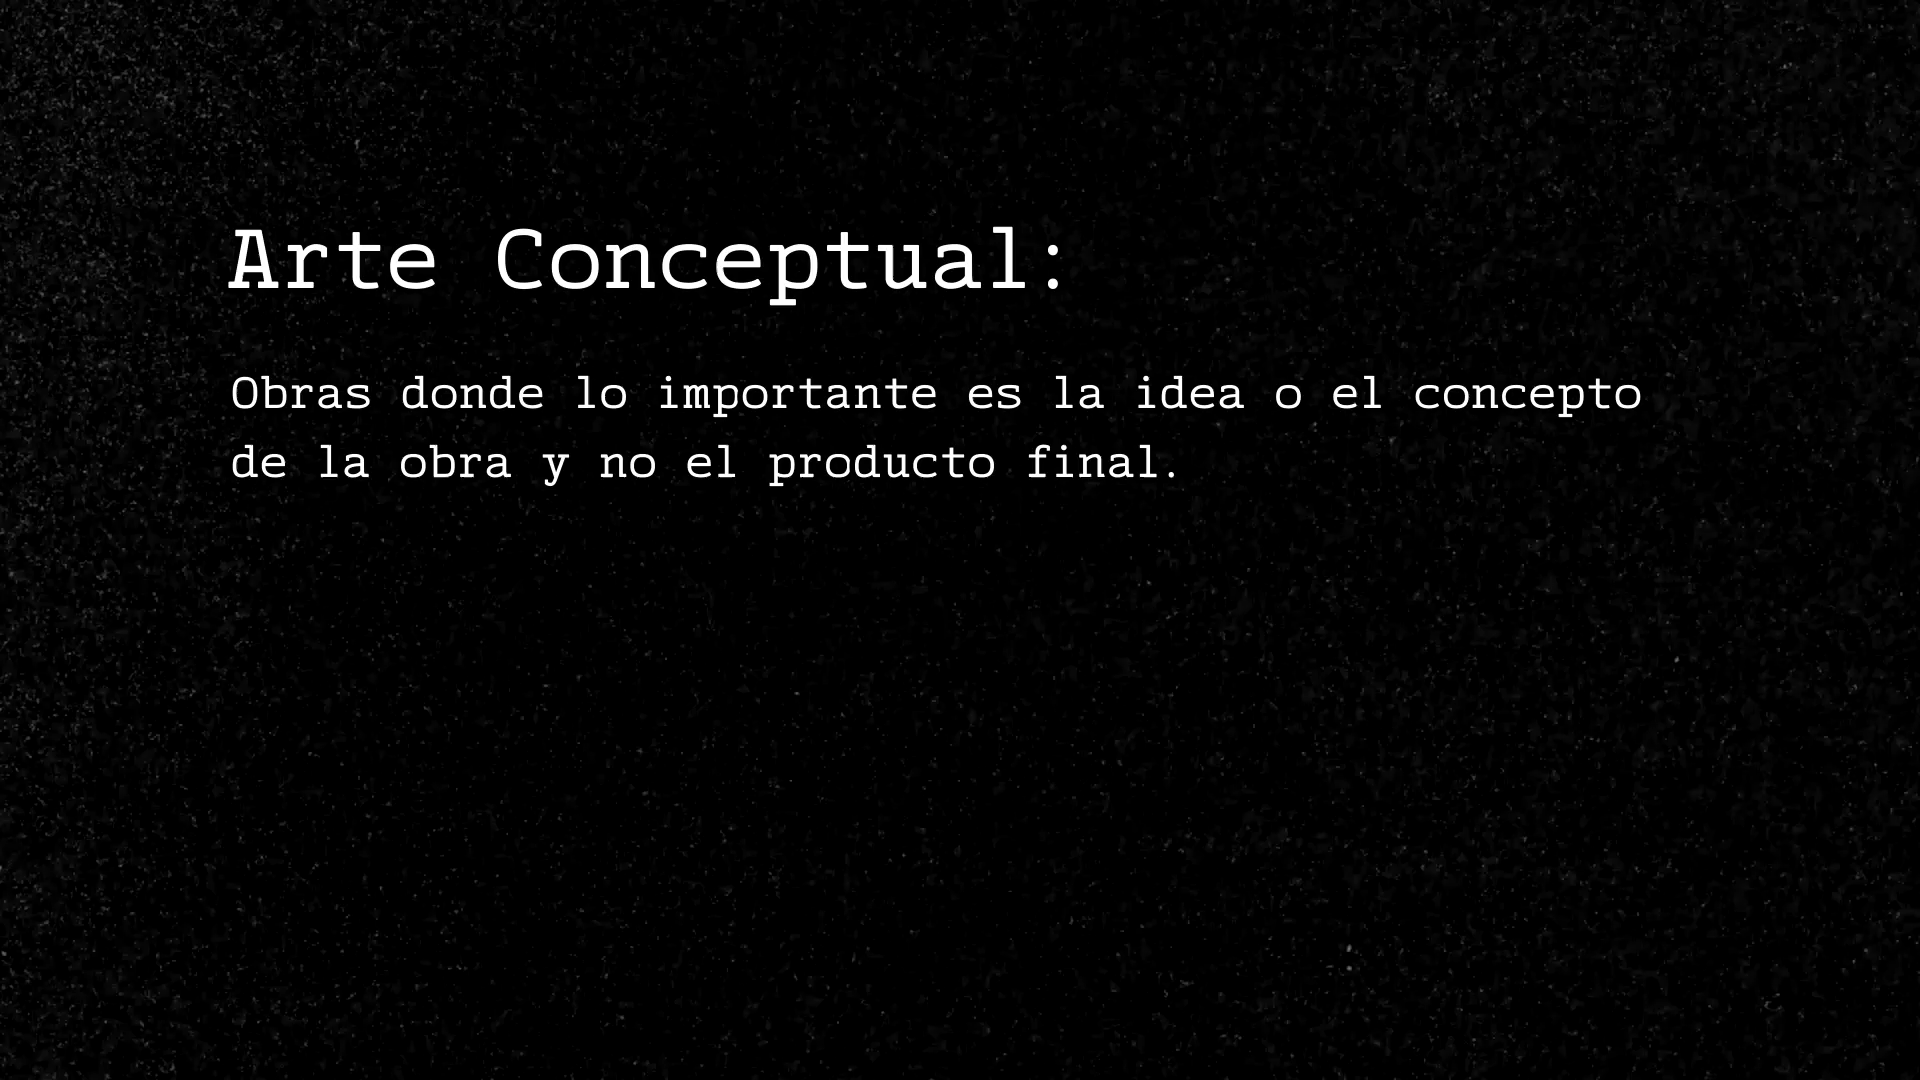 Arte Conceptual:
Obras donde lo importante es la idea o el concepto
de la obra y no el producto final.